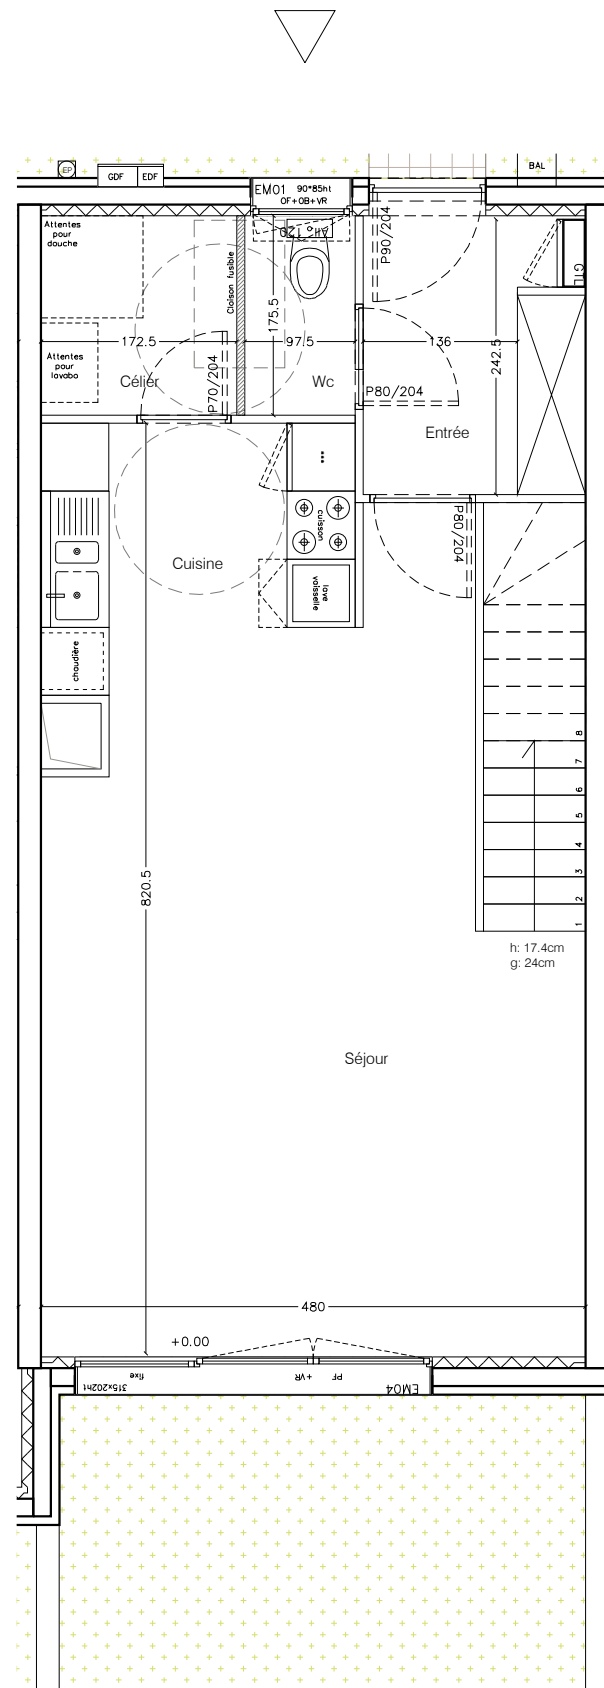 EP
GDF
EDF
EM01 90*85ht
OF+OB+VR
BAL
Attentes
pour
douche
Cloison fusible
All 120
P90/204
GTL
175.5
172.5
97.5
136
242.5
Attentes
pour
lavabo
Célier
P70/204
Wc
P80/204
Entrée
cuisson
P80/204
Cuisine
lave
vaisselle
chaudière
8
7
6
5
4
3
2
1
820.5
h: 17.4cm
g: 24cm
Séjour
480
+0.00
315x202ht
fixe
+VR
PF
EM04